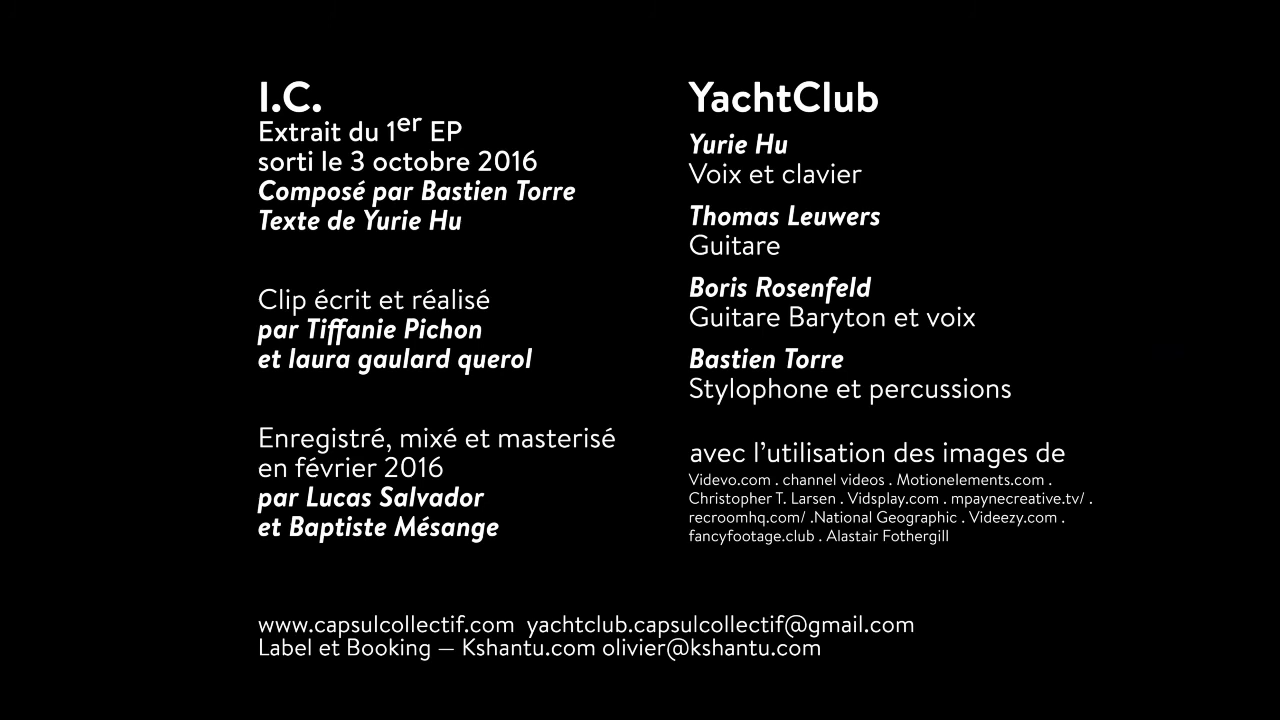 I.C.
Extrait du 1er EP
sorti le 3 octobre 2016
Composé par Bastien Torre
Texte de Yurie Hu
Clip écrit et réalisé
par Tiffanie Pichon
et laura gaulard querol
Enregistré, mixé et masterisé
en février 2016
par Lucas Salvador
et Baptiste Mésange
YachtClub
Yurie Hu
Voix et clavier
Thomas Leuwers
Guitare
Boris Rosenfeld
Guitare Baryton et voix
Bastien Torre
Stylophone et percussions
avec l’utilisation des images de
Videvo.com . channel videos . Motionelements.com .
Christopher T. Larsen . Vidsplay.com . mpaynecreative.tv/ .
recroomhq.com/ .National Geographic . Videezy.com .
fancyfootage.club . Alastair Fothergill
www.capsulcollectif.com yachtclub.capsulcollectif@gmail.com
Label et Booking — Kshantu.com olivier@kshantu.com